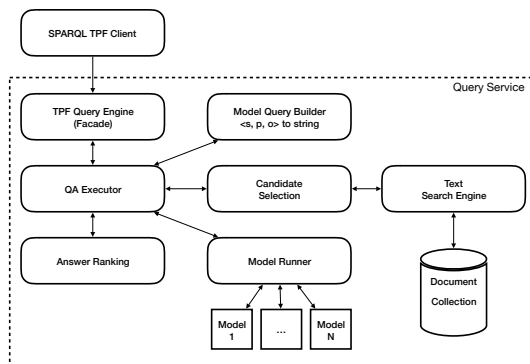 SPARQL TPF Client
Query Service
TPF Query Engine
(Facade)
Model Query Builder
<s, p, o> to string
QA Executor
Candidate
Selection
Text
Search Engine
Answer Ranking
Model Runner
Document
Collection
Model
1
...
Model
N